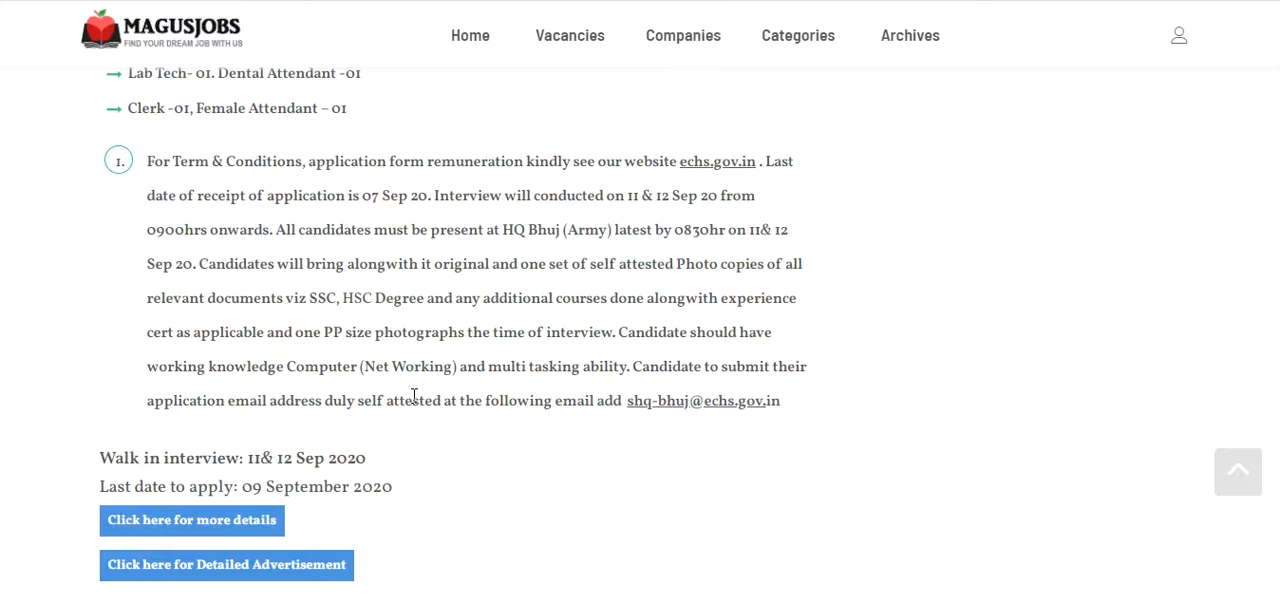 MAGUSJOBS
FIND YOUR DREAM JOB WITH US
Home Vacancies Companies Categories Archives
Lab Tech- 01. Dental Attendant -01
Clerk -01, Female Attendant – 01
1. For Term & Conditions, application form remuneration kindly see our website echs.gov.in . Last
date of receipt of application is 07 Sep 20. Interview will conducted on 11 & 12 Sep 20 from
0900hrs onwards. All candidates must be present at HQ Bhuj (Army) latest by 0830hr on 11& 12
Sep 20. Candidates will bring alongwith it original and one set of self attested Photo copies of all
relevant documents viz SSC, HSC Degree and any additional courses done alongwith experience
cert as applicable and one PP size photographs the time of interview. Candidate should have
working knowledge Computer (Net Working) and multi tasking ability. Candidate to submit their
application email address duly self attested at the following email add shq-bhuj@echs.gov.in
Walk in interview: 11& 12 Sep 2020
Last date to apply: 09 September 2020
Click here for more details
Click here for Detailed Advertisement